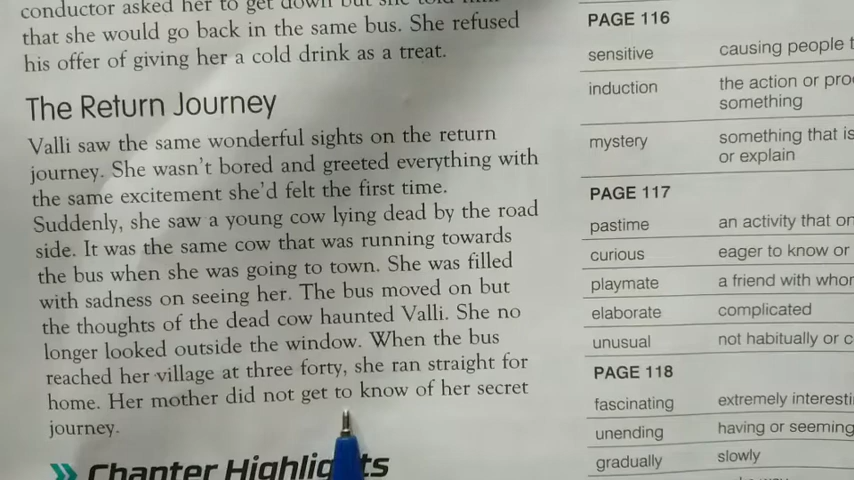 conductor asked her to get down but she told him
that she would go back in the same bus. She refused
his offer of giving her a cold drink as a treat.
The Return Journey
Valli saw the same wonderful sights on the return
journey. She wasn't bored and greeted everything with
the same excitement she'd felt the first time.
Suddenly, she saw a young cow lying dead by the road
side. It was the same cow that was running towards
the bus when she was going to town. She was filled
with sadness on seeing her. The bus moved on but
the thoughts of the dead cow haunted Valli. She no
longer looked outside the window. When the bus
reached her village at three forty, she ran straight for
home. Her mother did not get to know of her secret
journey.
Chapter Highlights
PAGE 116
sensitive causing people
induction the action or
something
mystery something that is
or explain
PAGE 117
pastime an activity that
curious eager to know or
playmate a friend with
elaborate complicated
unusual not habitually or
PAGE 118
fascinating extremely
unending having or seeming
gradually slowly